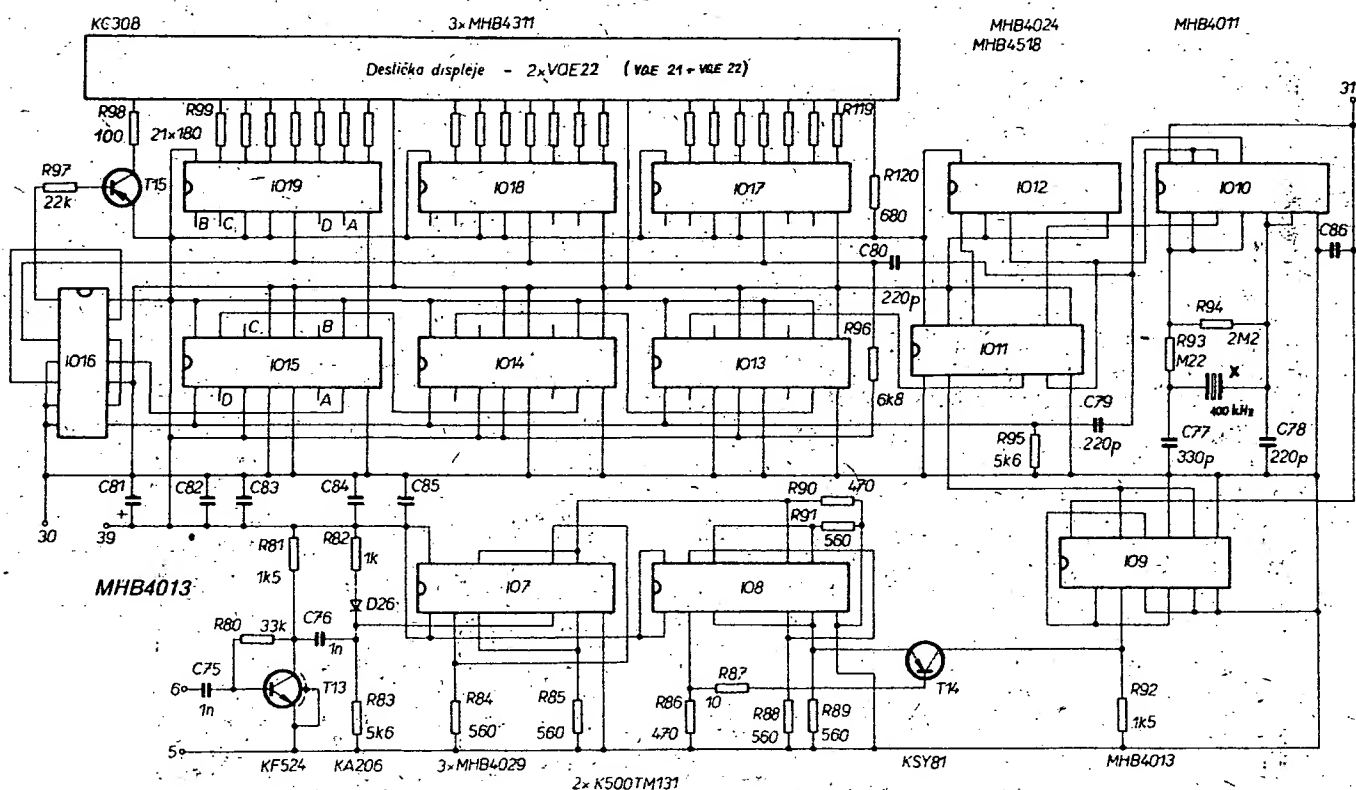 KC308
3×MHB4311
MHB4024
MHB4518
MHB4011
Destička displeje - 2×VQE22 (VQE 21 + VQE 22)
31
R98
100
R99
21×180
R119
R97
22k
T15
IO19
IO18
IO17
R120
680
IO12
IO10
B
C
D
A
C80
220p
C86
IO16
C
B
IO15
D
A
IO14
IO13
R96
6k8
IO11
R94
2M2
R93
M22
X
400 kHz
C79
220p
R95
5k6
C77
330p
C78
220p
C81
+
C82
C83
C84
C85
30
39
R90
470
R91
560
R81
1k5
R82
1k
MHB4013
D26
IO7
IO8
IO9
R80
33k
C76
1n
C75
6
1n
T13
R83
5k6
R84
560
R85
560
R86
470
R87
10
R88
560
R89
560
T14
R92
1k5
5
KF524
KA206
3×MHB4029
2× K500TM131
KSY81
MHB4013